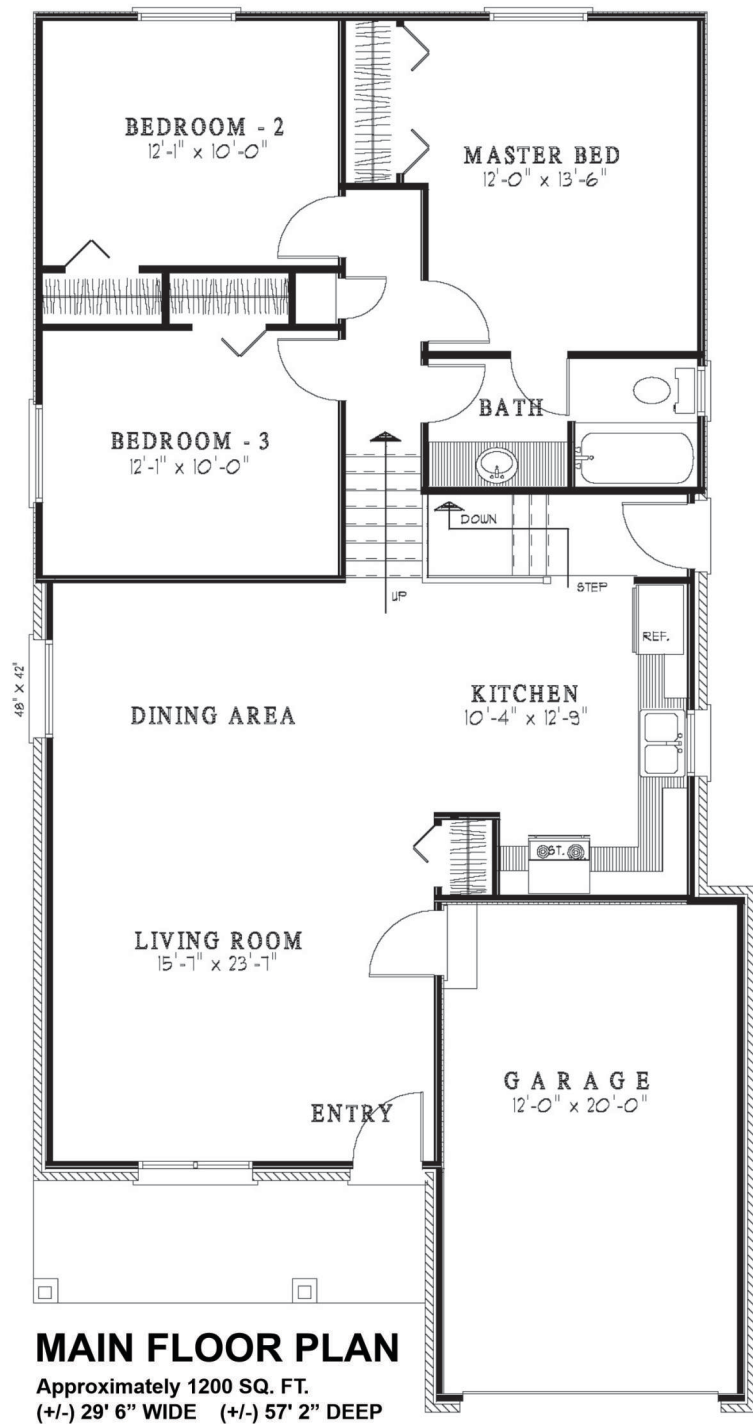 BEDROOM - 2
12'-1" x 10'-0"
MASTER BED
12'-0" x 13'-6"
BATH
BEDROOM - 3
12'-1" x 10'-0"
DOWN
STEP
UP
REF.
48" X 42"
DINING AREA
KITCHEN
10'-4" x 12'-9"
ST.
LIVING ROOM
15'-7" x 23'-7"
GARAGE
12'-0" x 20'-0"
ENTRY
MAIN FLOOR PLAN
Approximately 1200 SQ. FT.
(+/-) 29' 6” WIDE (+/-) 57' 2” DEEP